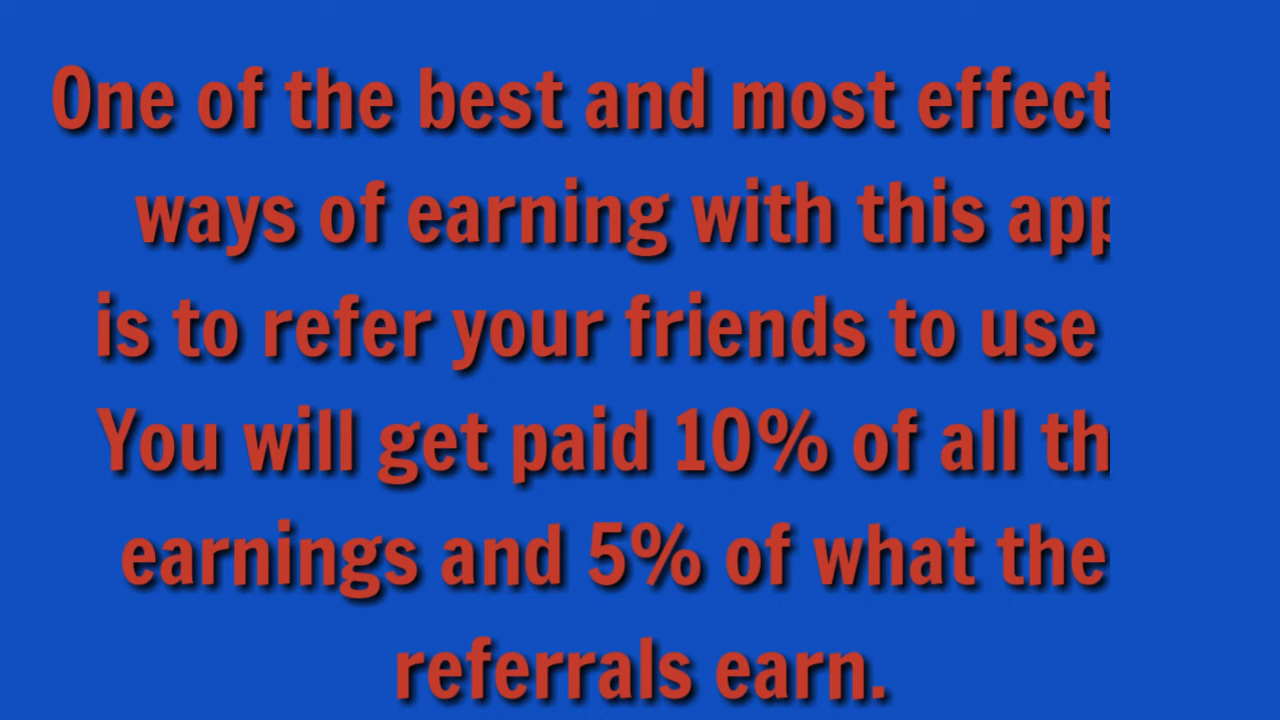 One of the best and most effect
ways of earning with this app
is to refer your friends to use
You will get paid 10% of all th
earnings and 5% of what the
referrals earn.